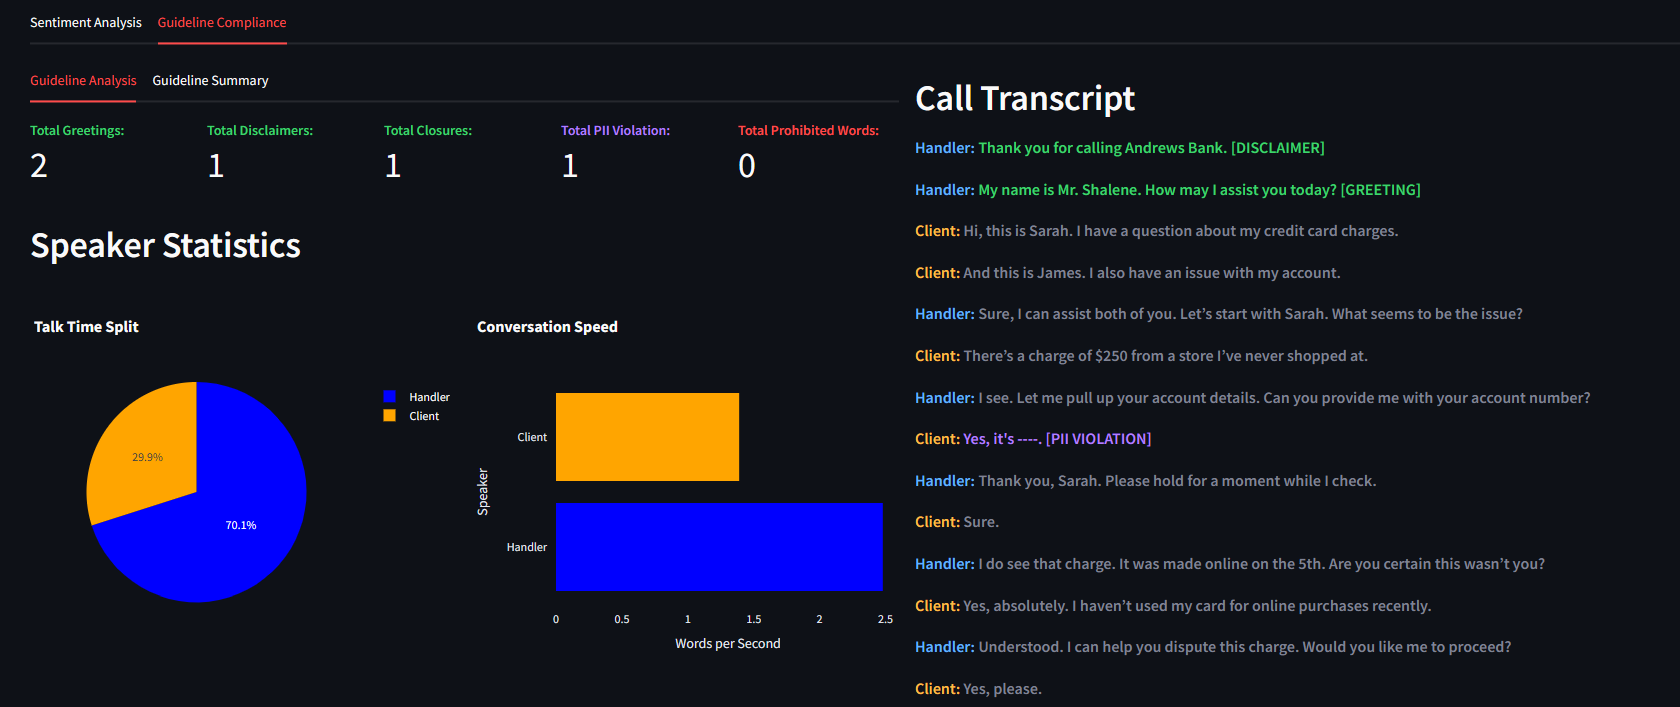 Sentiment Analysis Guideline Compliance
Guideline Analysis Guideline Summary
Total Greetings: Total Disclaimers: Total Closures: Total PII Violation: Total Prohibited Words:
2 1 1 1 0
Speaker Statistics
Talk Time Split
Handler
Client
29.9%
70.1%
Conversation Speed
Speaker
Client
Handler
0 0.5 1 1.5 2 2.5
Words per Second
Call Transcript
Handler: Thank you for calling Andrews Bank. [DISCLAIMER]
Handler: My name is Mr. Shalene. How may I assist you today? [GREETING]
Client: Hi, this is Sarah. I have a question about my credit card charges.
Client: And this is James. I also have an issue with my account.
Handler: Sure, I can assist both of you. Let’s start with Sarah. What seems to be the issue?
Client: There’s a charge of $250 from a store I’ve never shopped at.
Handler: I see. Let me pull up your account details. Can you provide me with your account number?
Client: Yes, it's ----. [PII VIOLATION]
Handler: Thank you, Sarah. Please hold for a moment while I check.
Client: Sure.
Handler: I do see that charge. It was made online on the 5th. Are you certain this wasn’t you?
Client: Yes, absolutely. I haven’t used my card for online purchases recently.
Handler: Understood. I can help you dispute this charge. Would you like me to proceed?
Client: Yes, please.